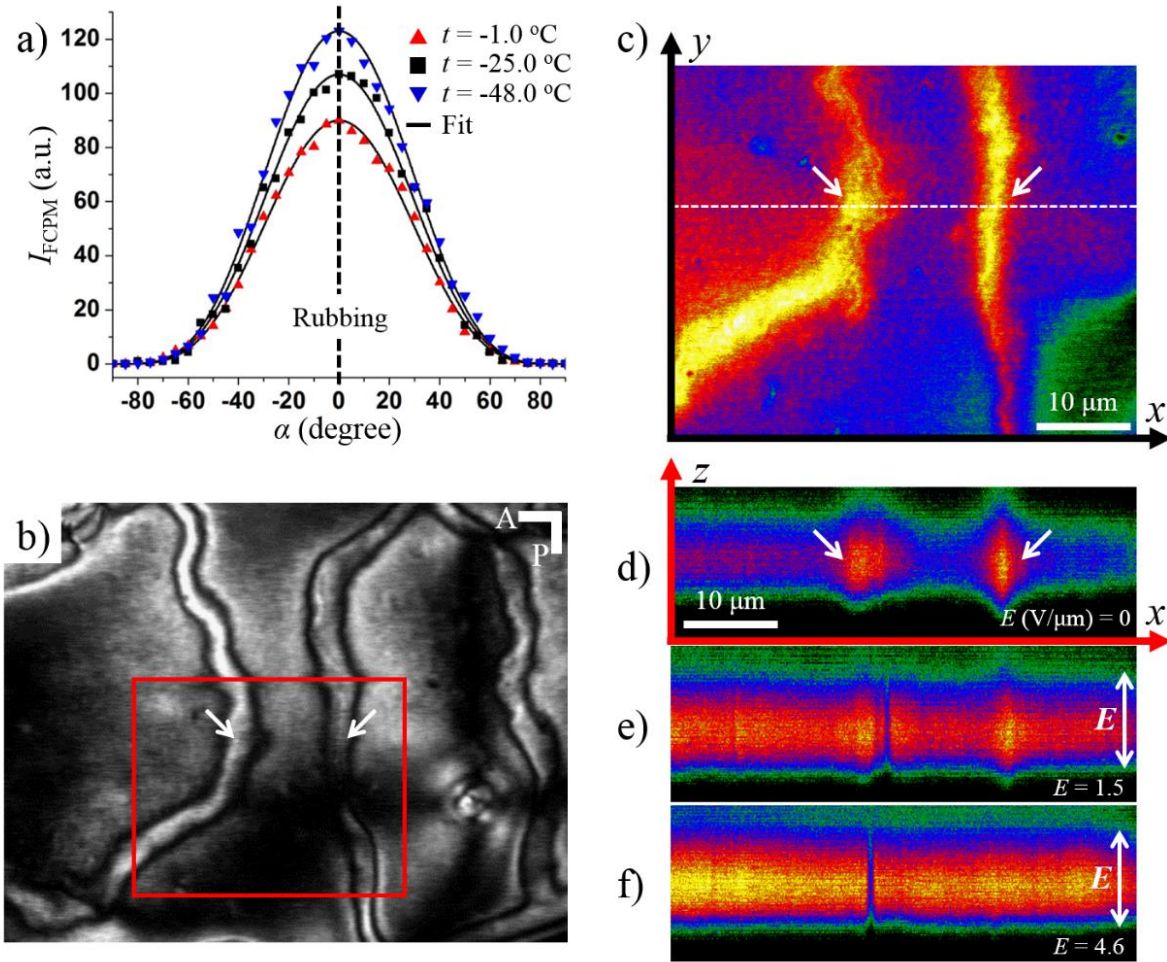 a)
120
100
80
60
40
20
0
I_FCPM (a.u.)
t = -1.0 °C
t = -25.0 °C
t = -48.0 °C
Fit
Rubbing
-80 -60 -40 -20 0 20 40 60 80
α (degree)
b)
A
P
c)
y
10 μm
x
z
d)
10 μm
E (V/μm) = 0
x
e)
E
E = 1.5
f)
E
E = 4.6